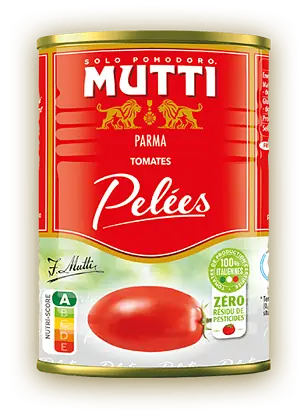 SOLO POMODORO.
MUTTI
PARMA
TOMATES
Pelées
F. Mutti
100%
ITALIENNES
ZÉRO
RÉSIDU DE
PESTICIDES
NUTRI-SCORE
A
B
D
E